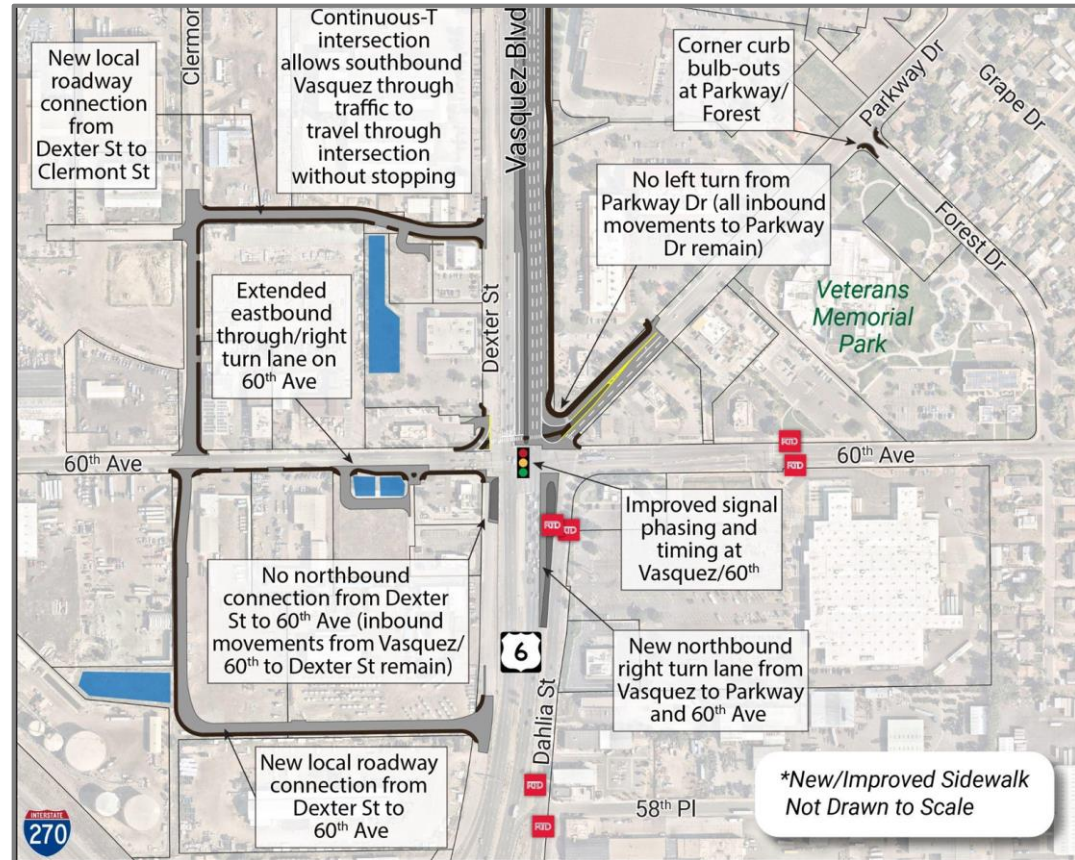 Clermon
New local
roadway
connection
from
Dexter St to
Clermont St
Continuous-T
intersection
allows southbound
Vasquez through
traffic to
travel through
intersection
without stopping
Vasquez Blvd
Corner curb
bulb-outs
at Parkway/
Forest
Parkway Dr
Grape Dr
No left turn from
Parkway Dr (all inbound
movements to Parkway
Dr remain)
Forest Dr
Veterans
Memorial
Park
Extended
eastbound
through/right
turn lane on
60th Ave
Dexter St
60th Ave
60th Ave
RTD
RTD
RTD
RTD
Improved signal
phasing and
timing at
Vasquez/60th
No northbound
connection from Dexter
St to 60th Ave (inbound
movements from Vasquez/
60th to Dexter St remain)
6
New northbound
right turn lane from
Vasquez to Parkway
and 60th Ave
Dahlia St
New local roadway
connection from
Dexter St to
60th Ave
RTD
RTD
58th Pl
*New/Improved Sidewalk
Not Drawn to Scale
INTERSTATE
270